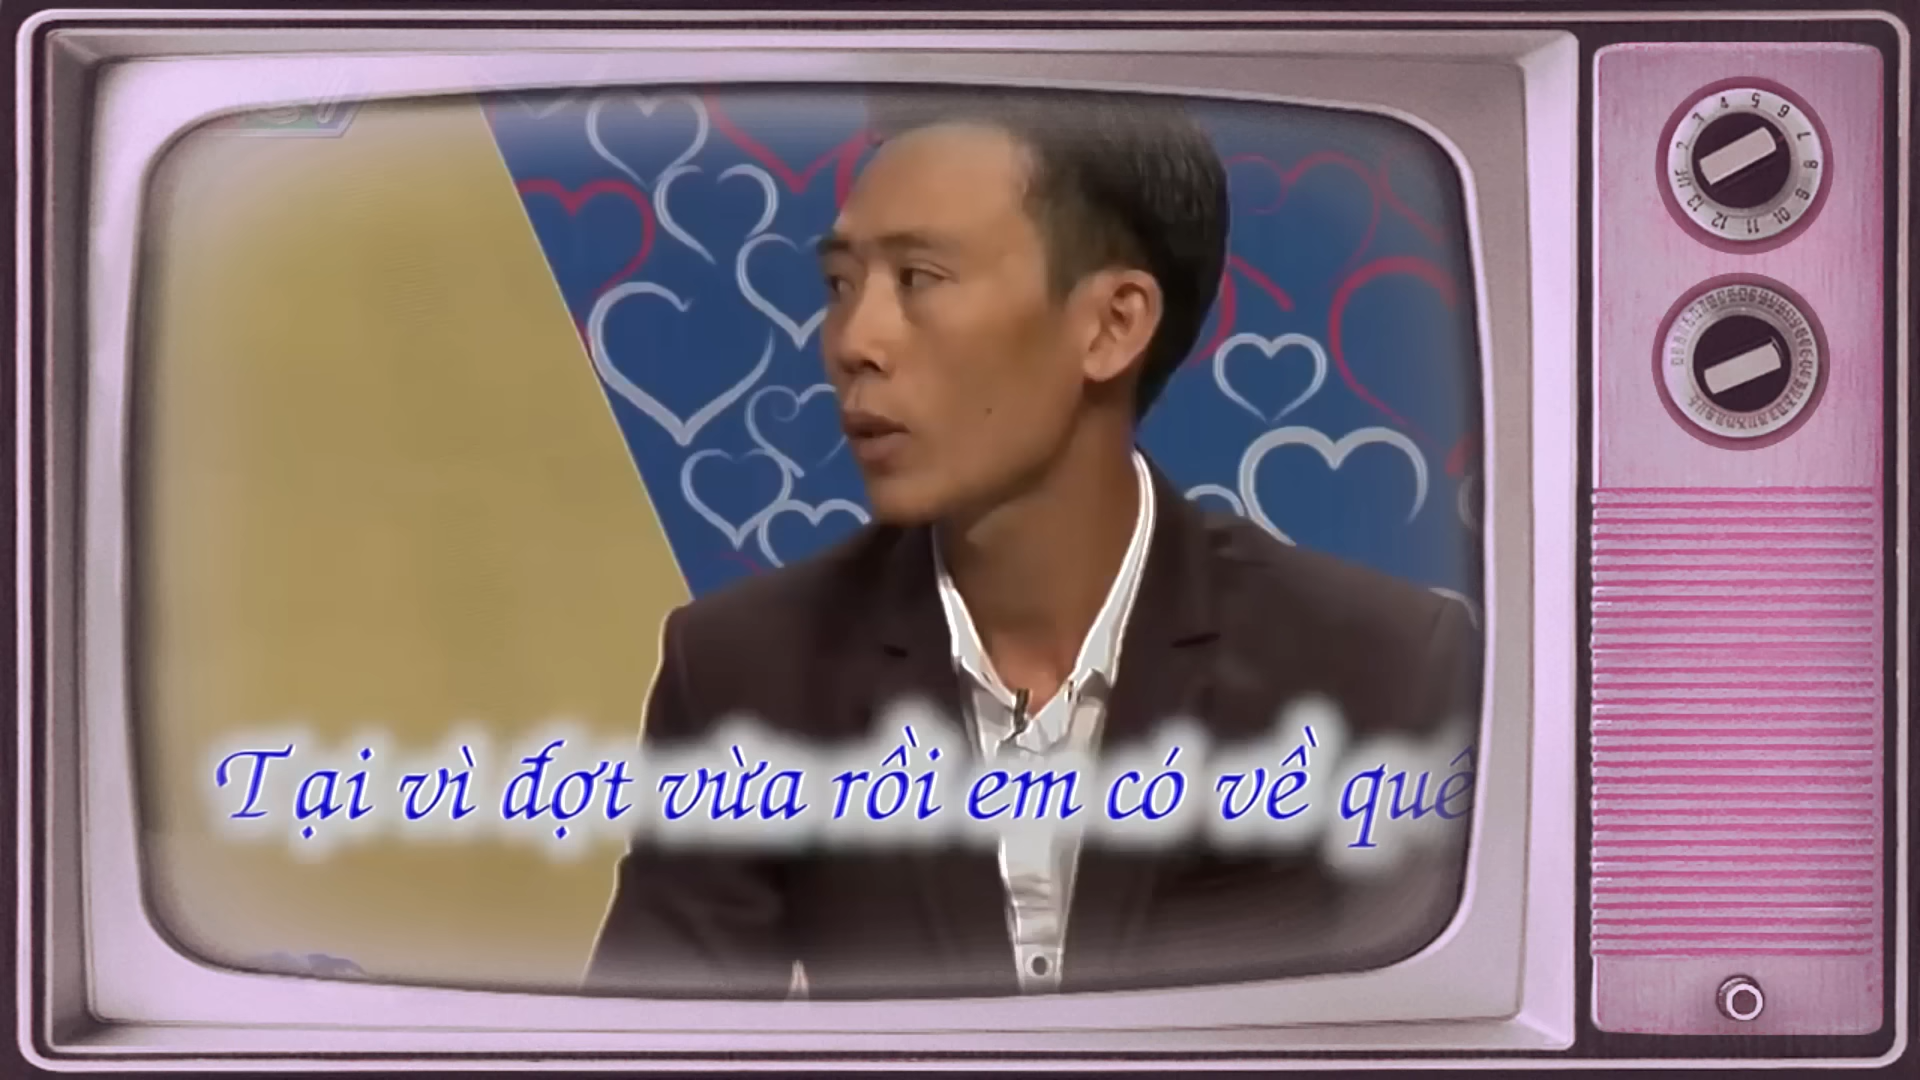 Tại vì đợt vừa rồi em có về quê